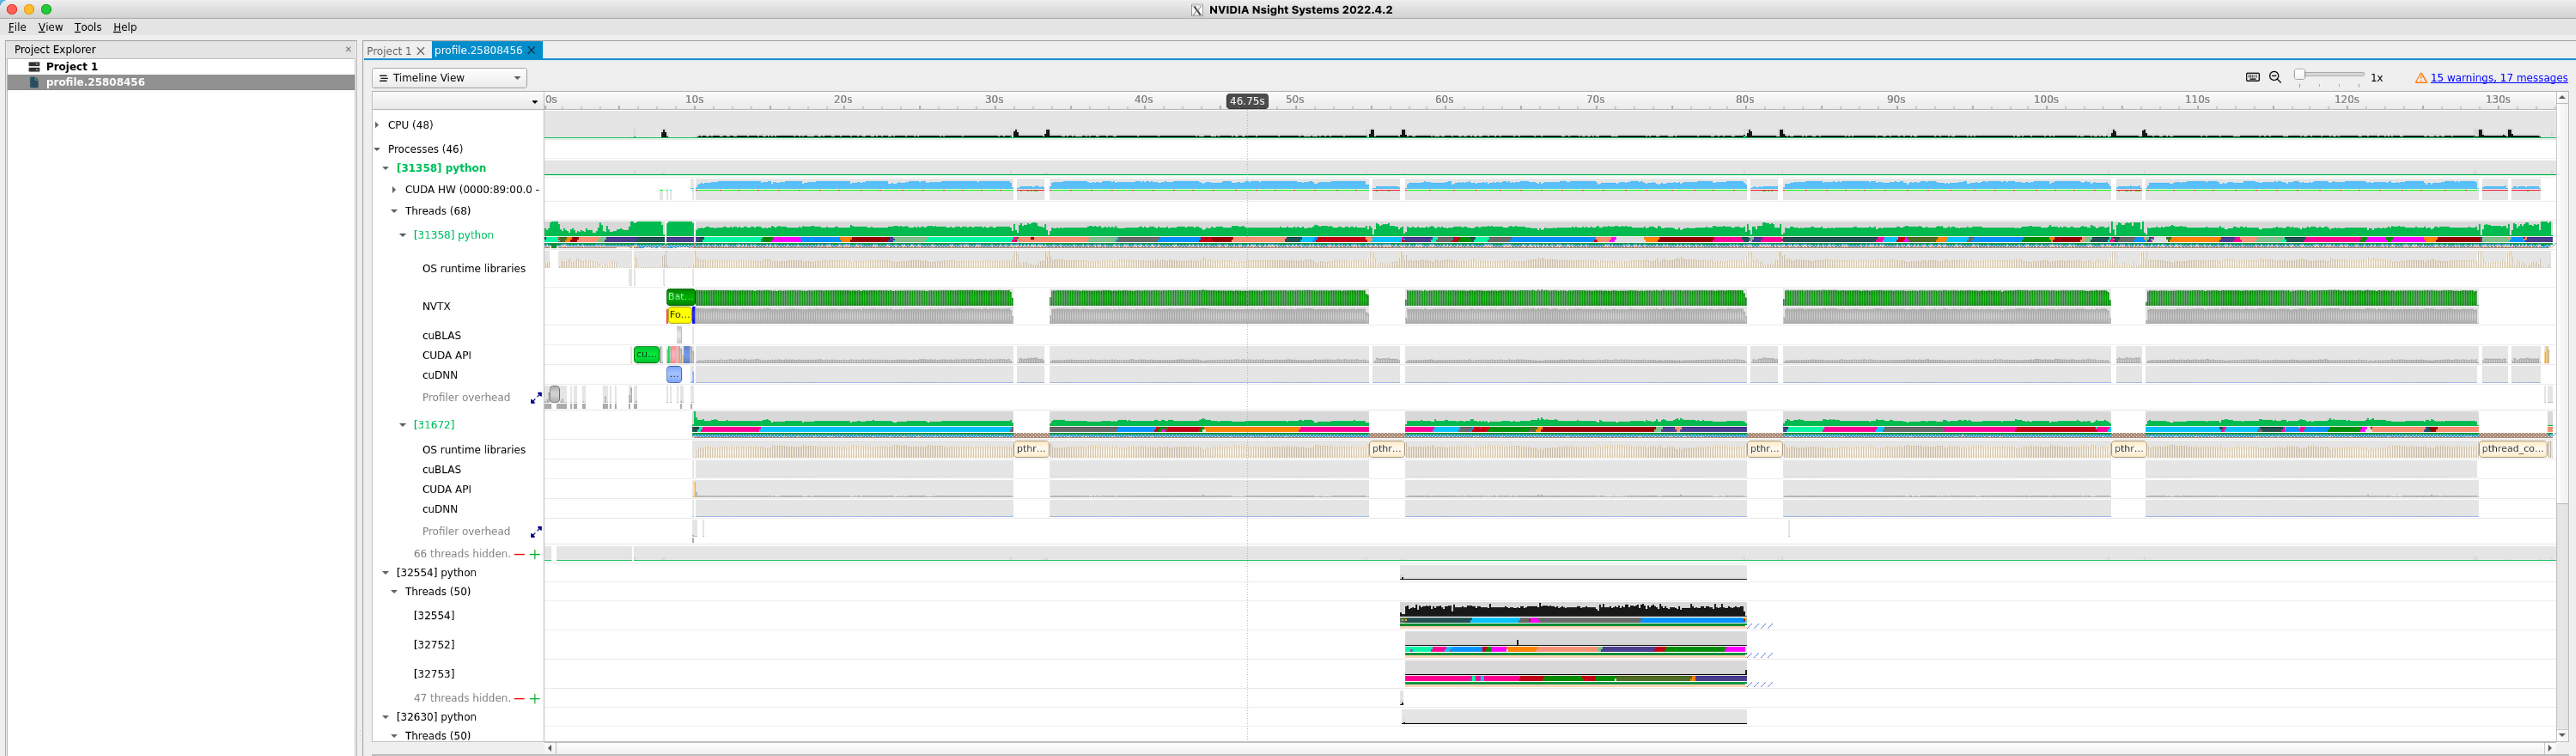 NVIDIA Nsight Systems 2022.4.2
File View Tools Help
Project Explorer
Project 1
profile.25808456
Project 1
profile.25808456
Timeline View
1x
15 warnings, 17 messages
0s 10s 20s 30s 40s 46.75s 50s 60s 70s 80s 90s 100s 110s 120s 130s
CPU (48)
Processes (46)
[31358] python
CUDA HW (0000:89:00.0 -
Threads (68)
[31358] python
OS runtime libraries
NVTX
Bat...
Fo...
cuBLAS
CUDA API
cu...
cuDNN
...
Profiler overhead
[31672]
OS runtime libraries
pthr... pthr... pthr... pthr... pthread_co...
cuBLAS
CUDA API
cuDNN
Profiler overhead
66 threads hidden.
[32554] python
Threads (50)
[32554]
[32752]
[32753]
47 threads hidden.
[32630] python
Threads (50)